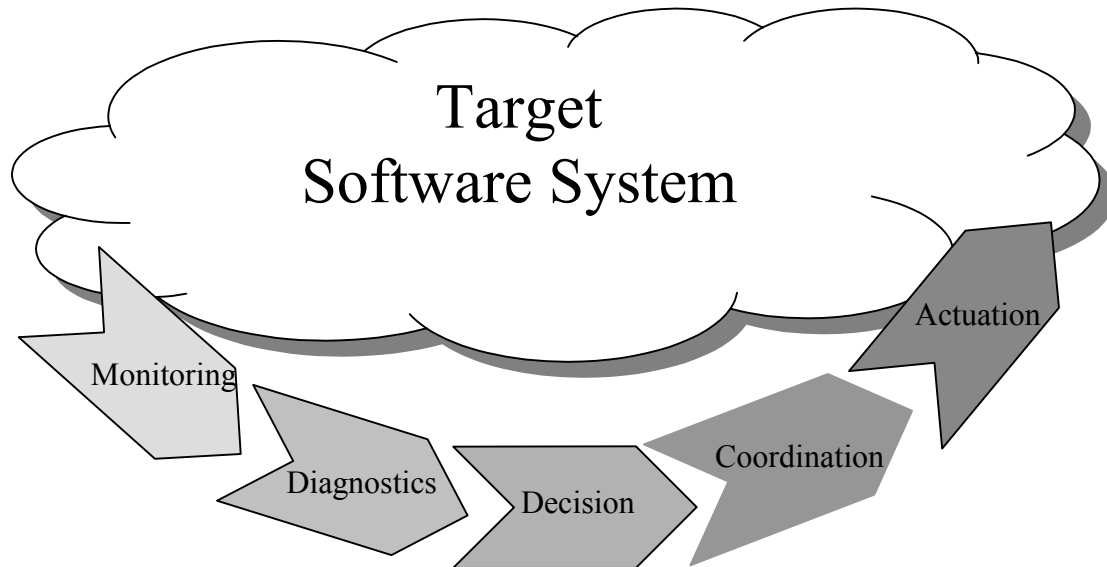 Target
Software System
Monitoring
Diagnostics
Decision
Coordination
Actuation